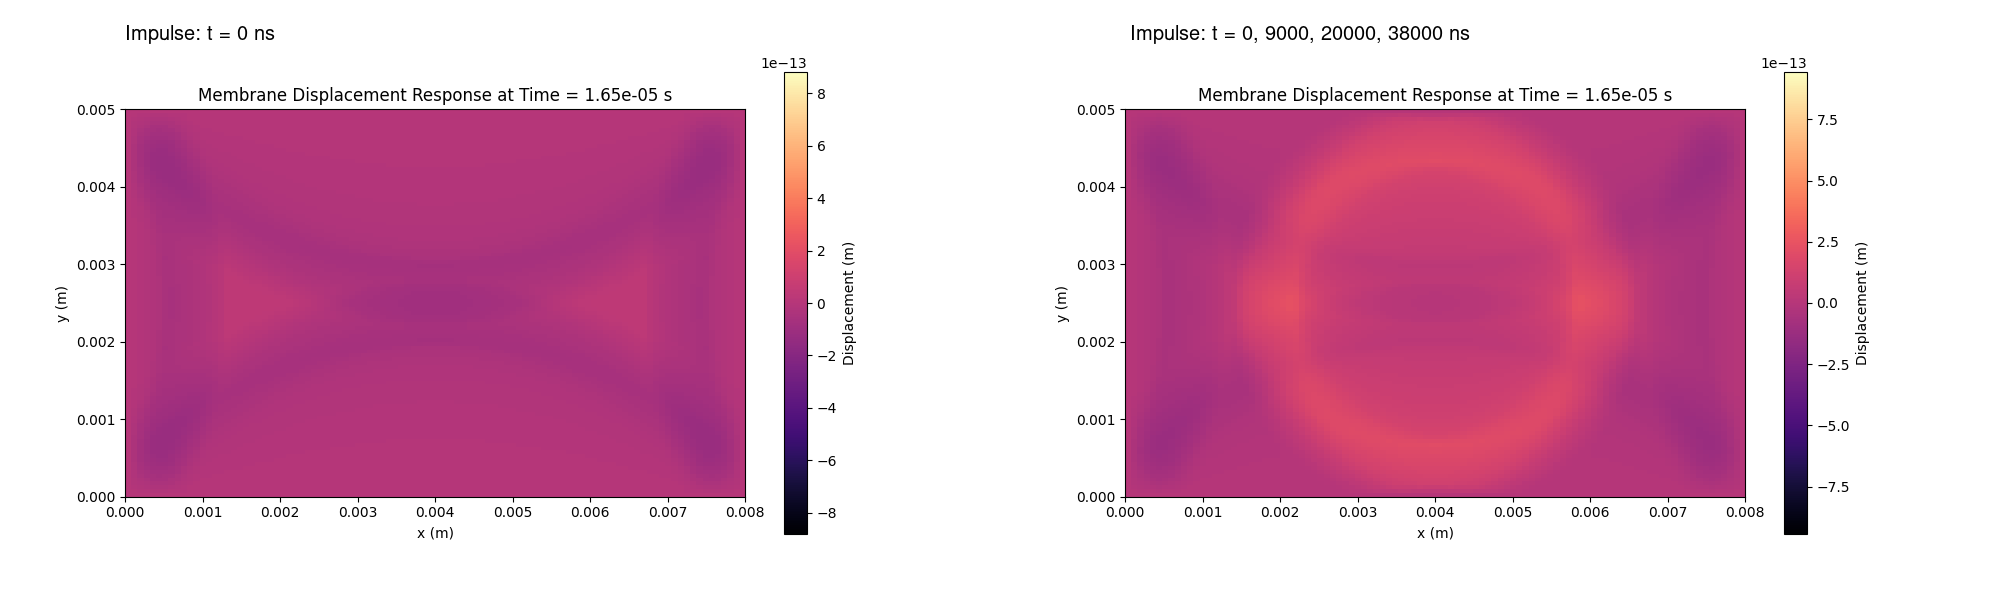 Impulse: t = 0 ns
1e−13
Membrane Displacement Response at Time = 1.65e-05 s
0.005
0.004
0.003
0.002
0.001
0.000
y (m)
0.000 0.001 0.002 0.003 0.004 0.005 0.006 0.007 0.008
x (m)
8
6
4
2
0
−2
−4
−6
−8
Displacement (m)
Impulse: t = 0, 9000, 20000, 38000 ns
1e−13
Membrane Displacement Response at Time = 1.65e-05 s
0.005
0.004
0.003
0.002
0.001
0.000
y (m)
0.000 0.001 0.002 0.003 0.004 0.005 0.006 0.007 0.008
x (m)
7.5
5.0
2.5
0.0
−2.5
−5.0
−7.5
Displacement (m)